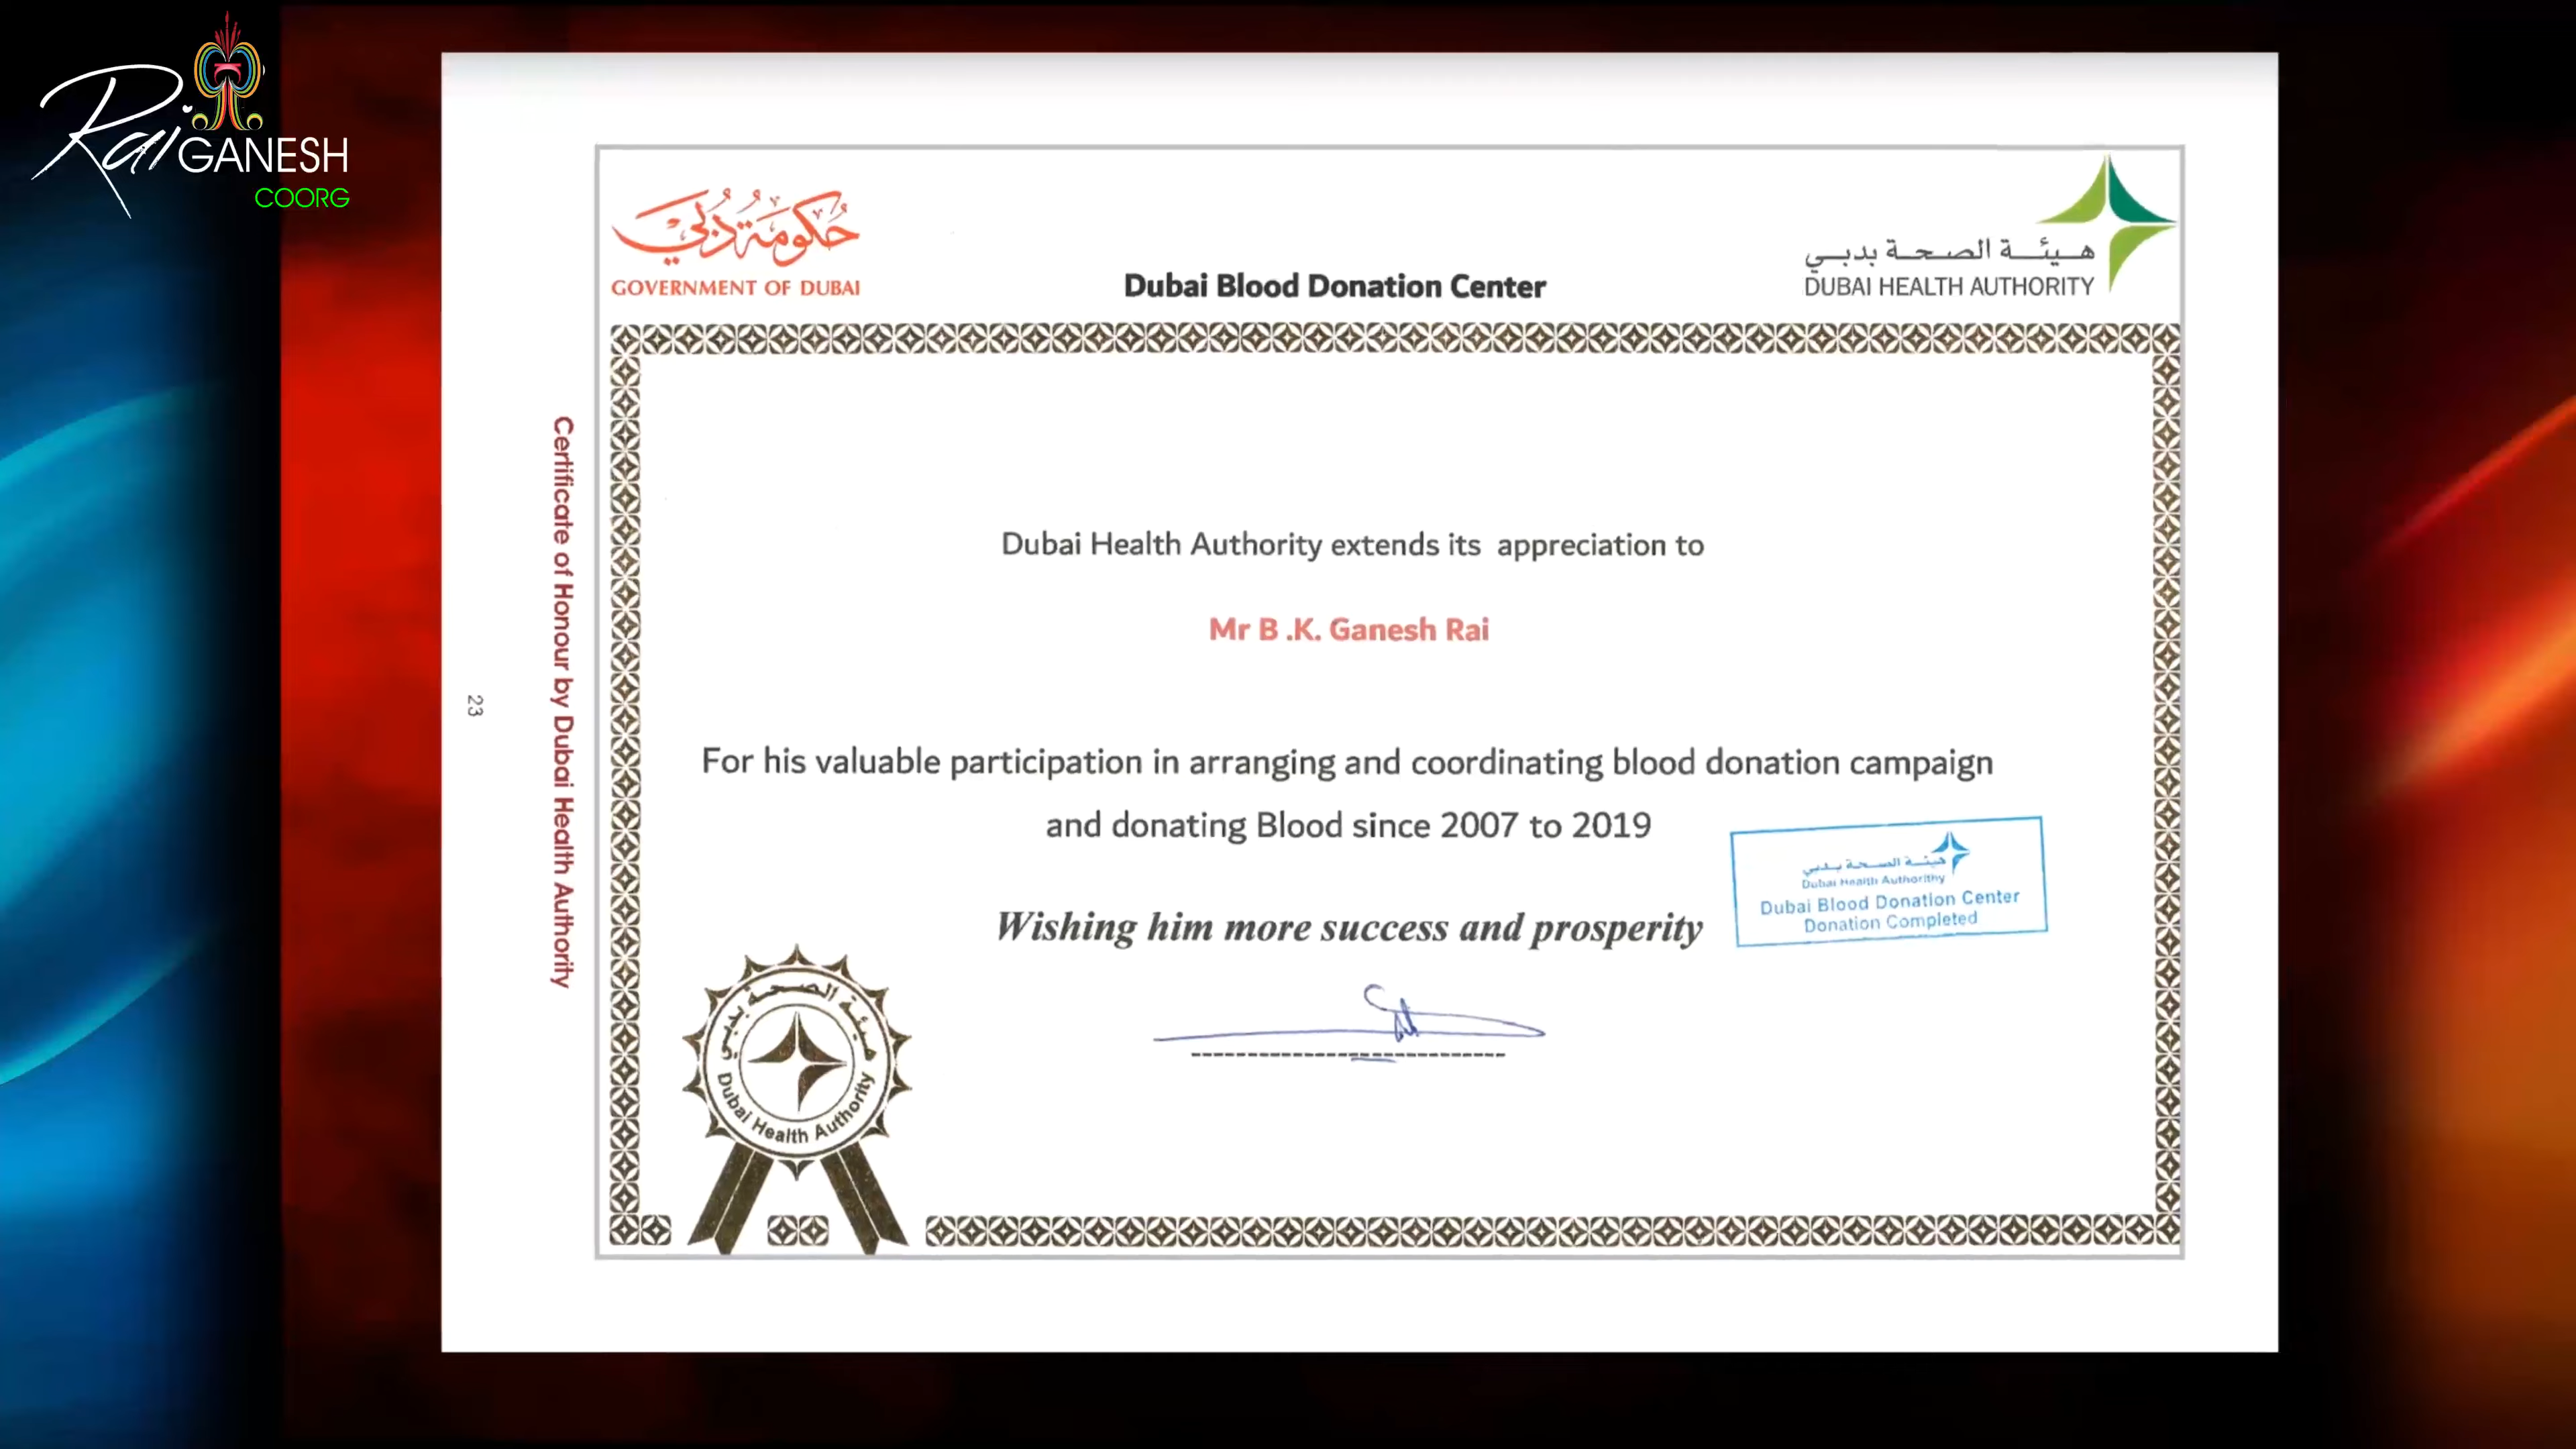 Rai GANESH
COORG
حكومة دبي
GOVERNMENT OF DUBAI
Dubai Blood Donation Center
هيئة الصحة بدبي
DUBAI HEALTH AUTHORITY
Certificate of Honour by Dubai Health Authority
23
Dubai Health Authority extends its appreciation to
Mr B .K. Ganesh Rai
For his valuable participation in arranging and coordinating blood donation campaign
and donating Blood since 2007 to 2019
Wishing him more success and prosperity
هيئة الصحة بدبي
Dubai Health Authorithy
Dubai Blood Donation Center
Donation Completed
هيئة الصحة بدبي
Dubai Health Authority